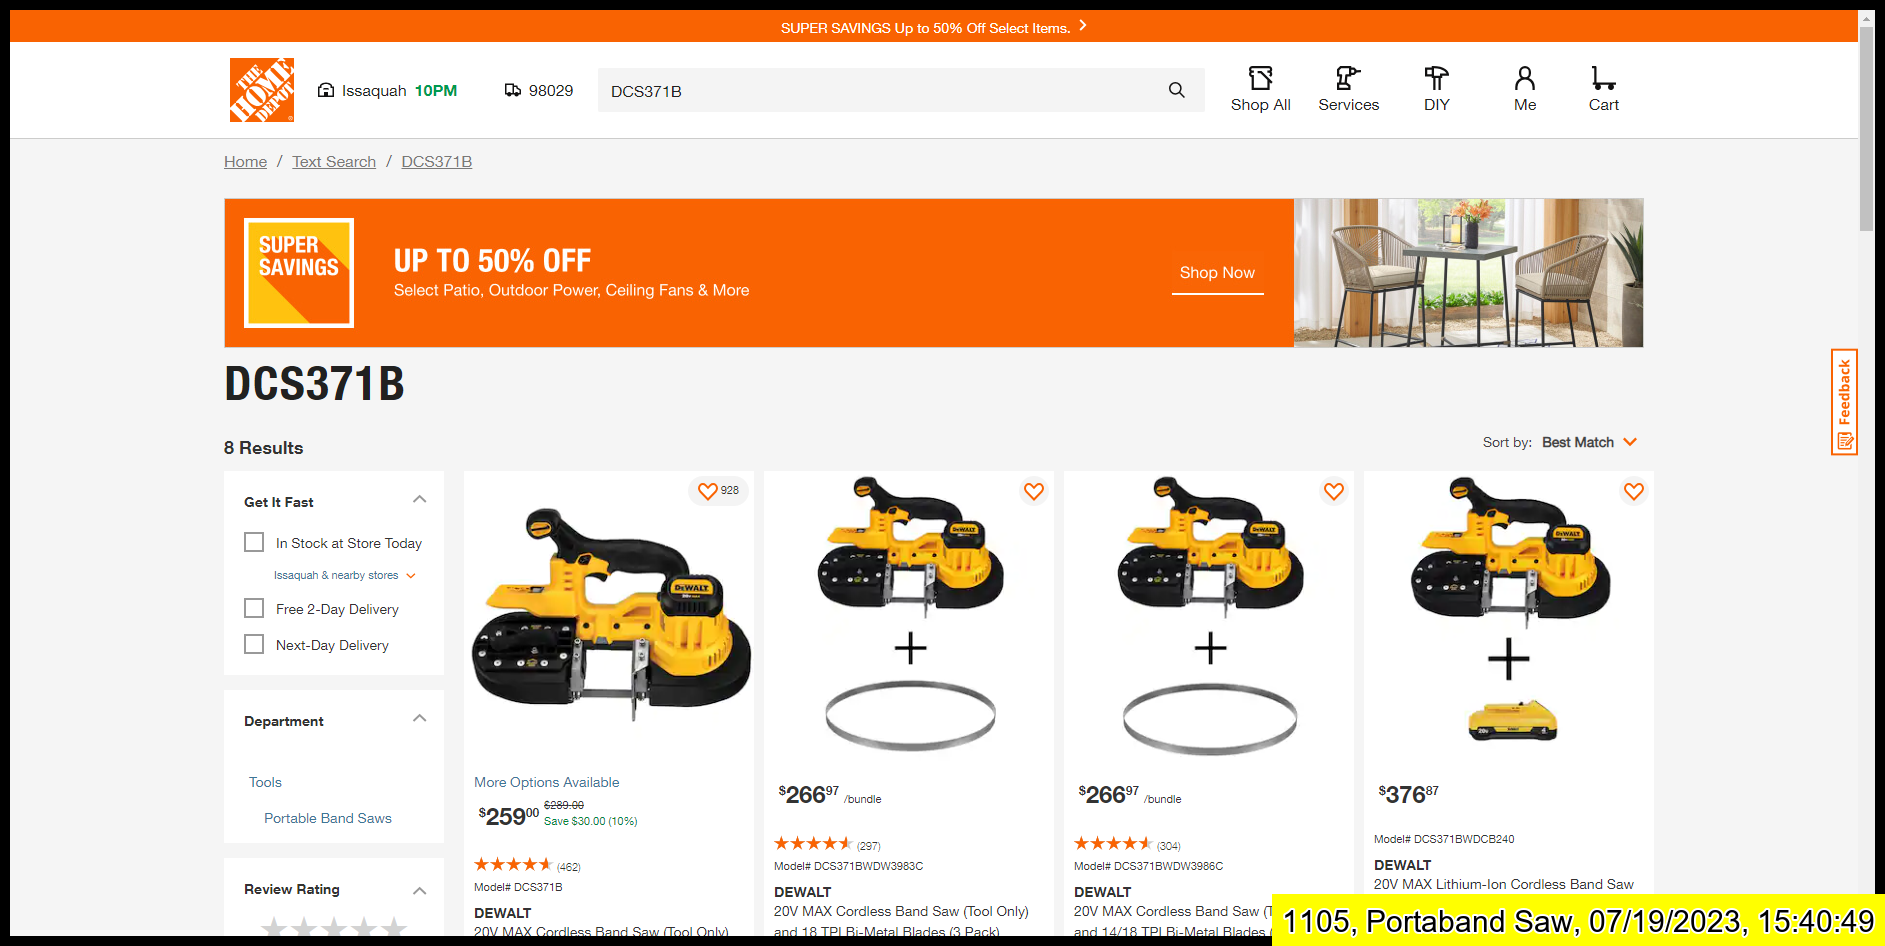 SUPER SAVINGS Up to 50% Off Select Items.
THE HOME DEPOT
Issaquah 10PM
98029
DCS371B
Shop All
Services
DIY
Me
Cart
Home / Text Search / DCS371B
SUPER
SAVINGS
UP TO 50% OFF
Select Patio, Outdoor Power, Ceiling Fans & More
Shop Now
Feedback
DCS371B
8 Results
Sort by: Best Match
Get It Fast
In Stock at Store Today
Issaquah & nearby stores
Free 2-Day Delivery
Next-Day Delivery
Department
Tools
Portable Band Saws
Review Rating
928
DEWALT
More Options Available
$259.00 $289.00
Save $30.00 (10%)
(462)
Model# DCS371B
DEWALT
20V MAX Cordless Band Saw (Tool Only)
DEWALT
+
$266.97 /bundle
(297)
Model# DCS371BWDW3983C
DEWALT
20V MAX Cordless Band Saw (Tool Only)
and 18 TPI Bi-Metal Blades (3 Pack)
DEWALT
+
$266.97 /bundle
(304)
Model# DCS371BWDW3986C
DEWALT
20V MAX Cordless Band Saw (T
and 14/18 TPI Bi-Metal Blades (
DEWALT
+
$376.87
Model# DCS371BWDCB240
DEWALT
20V MAX Lithium-Ion Cordless Band Saw
1105, Portaband Saw, 07/19/2023, 15:40:49